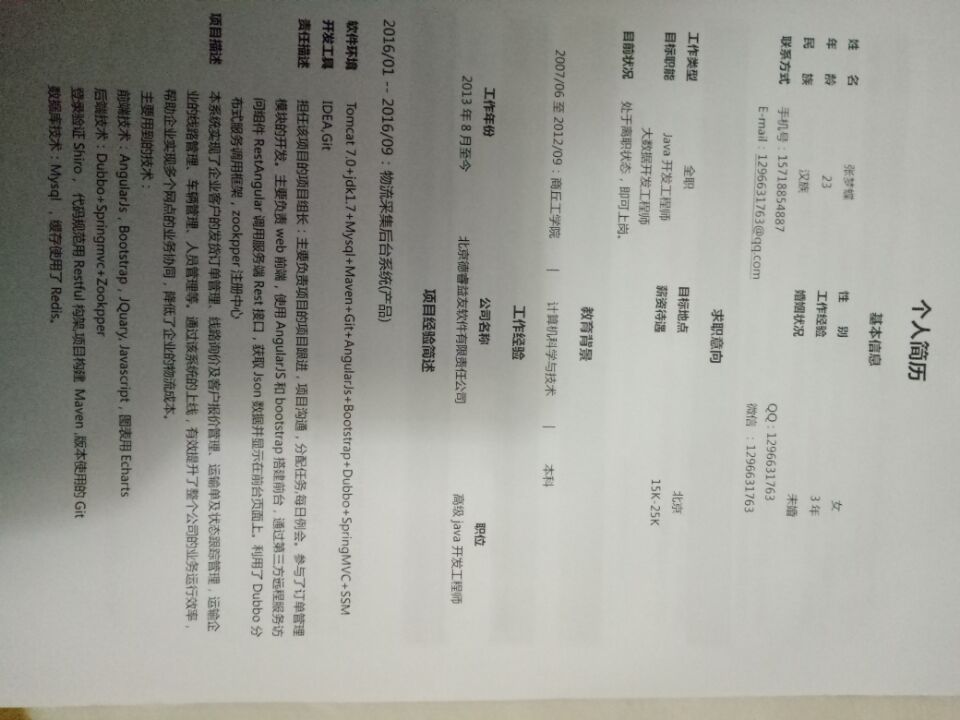 个人简历
基本信息
姓 名 张梦蝶 性 别 女
年 龄 23 工作经验 3 年
民 族 汉族 婚姻状况 未婚
联系方式 手机号：15718854887 QQ：1296631763
E-mail：1296631763@qq.com 微信 ：1296631763
求职意向
工作类型 全职 目标地点 北京
目标职能 Java 开发工程师 薪资待遇 15K-25K
大数据开发工程师
目前状况 处于离职状态，即可上岗。
教育背景
2007/06 至 2012/09：商丘工学院 | 计算机科学与技术 | 本科
工作经验
工作年份 公司名称 职位
2013 年 8 月至今 北京德睿益友软件有限责任公司 高级 java 开发工程师
项目经验简述
2016/01 -- 2016/09：物流采集后台系统(产品)
软件环境 Tomcat 7.0+jdk1.7+Mysql+Maven+Git+AngularJs+Bootstrap+Dubbo+SpringMVC+SSM
开发工具 IDEA,Git
责任描述 担任该项目的项目组长：主要负责项目的项目跟进，项目沟通，分配任务,每日例会。参与了订单管理
模块的开发。主要负责 web 前端，使用 AngularJS 和 bootstrap 搭建前台，通过第三方远程服务访
问组件 RestAngular 调用服务端 Rest 接口，获取 Json 数据并显示在前台页面上。利用了 Dubbo 分
布式服务调用框架，zookpper 注册中心
项目描述 本系统实现了企业客户的发货订单管理、线路询价及客户报价管理、运输单及状态跟踪管理，运输企
业的线路管理、车辆管理、人员管理等。通过该系统的上线，有效提升了整个公司的业务运行效率，
帮助企业实现多个网点的业务协同，降低了企业的物流成本。
主要用到的技术：
前端技术：AngularJs，Bootstrap，JQuary, Javascript，图表用 Echarts
后端技术：Dubbo+Springmvc+Zookpper
登录验证 Shiro， 代码规范用 Restful 构架,项目构建 Maven ,版本使用的 Git
数据库技术：Mysql ，缓存使用了 Redis。